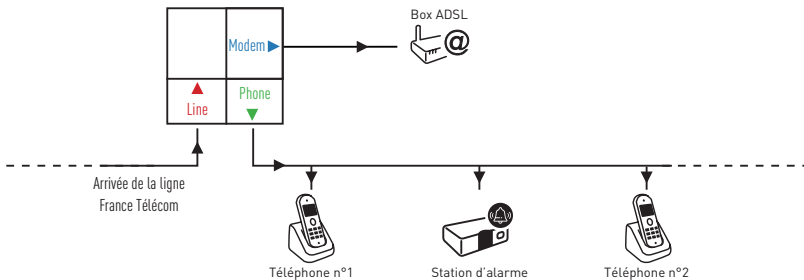 Box ADSL
Modem
@
Line
Phone
Arrivée de la ligne
France Télécom
Téléphone n°1
Station d'alarme
Téléphone n°2